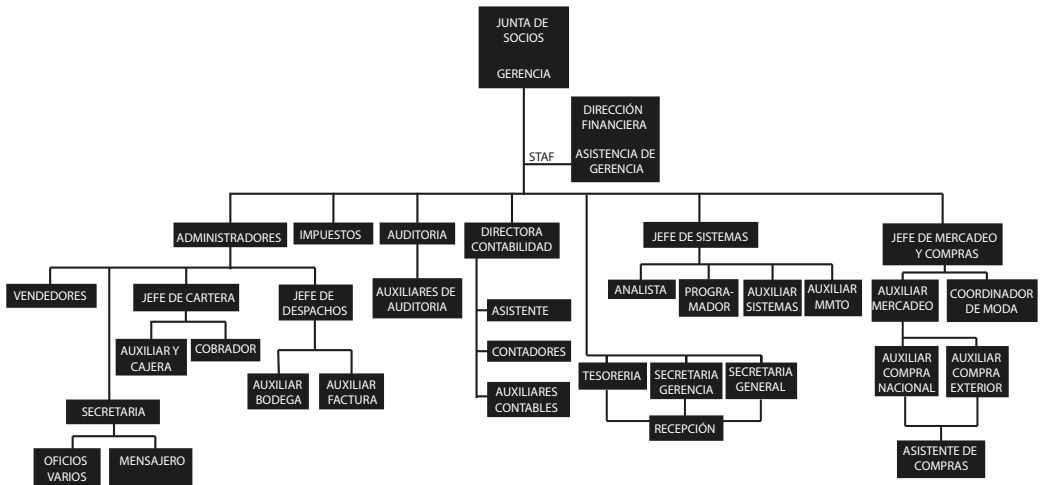 JUNTA DE
SOCIOS
GERENCIA
DIRECCIÓN
FINANCIERA
ASISTENCIA DE
GERENCIA
STAF
ADMINISTRADORES
IMPUESTOS
AUDITORIA
DIRECTORA
CONTABILIDAD
JEFE DE SISTEMAS
JEFE DE MERCADEO
Y COMPRAS
VENDEDORES
JEFE DE CARTERA
JEFE DE
DESPACHOS
AUXILIARES DE
AUDITORIA
ASISTENTE
CONTADORES
AUXILIARES
CONTABLES
ANALISTA
PROGRA-
MADOR
AUXILIAR
SISTEMAS
AUXILIAR
MMTO
AUXILIAR
MERCADEO
COORDINADOR
DE MODA
AUXILIAR Y
CAJERA
COBRADOR
AUXILIAR
BODEGA
AUXILIAR
FACTURA
TESORERIA
SECRETARIA
GERENCIA
SECRETARIA
GENERAL
RECEPCIÓN
AUXILIAR
COMPRA
NACIONAL
AUXILIAR
COMPRA
EXTERIOR
ASISTENTE DE
COMPRAS
SECRETARIA
OFICIOS
VARIOS
MENSAJERO